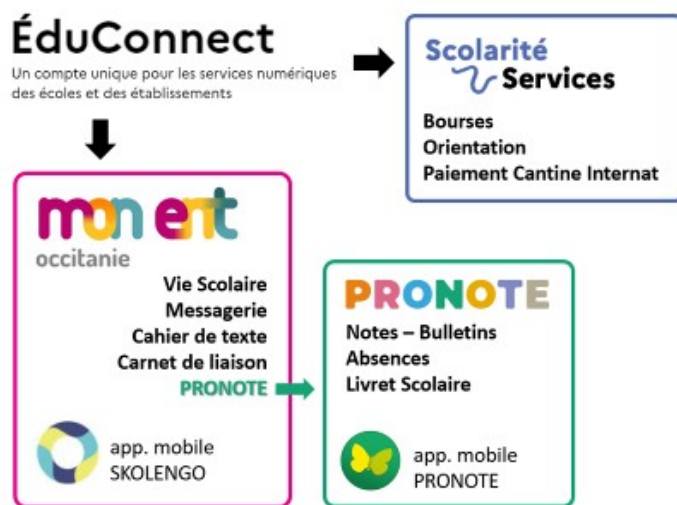 ÉduConnect
Un compte unique pour les services numériques
des écoles et des établissements
Scolarité
Services
Bourses
Orientation
Paiement Cantine Internat
mon ent
occitanie
Vie Scolaire
Messagerie
Cahier de texte
Carnet de liaison
PRONOTE
app. mobile
SKOLENGO
PRONOTE
Notes – Bulletins
Absences
Livret Scolaire
app. mobile
PRONOTE